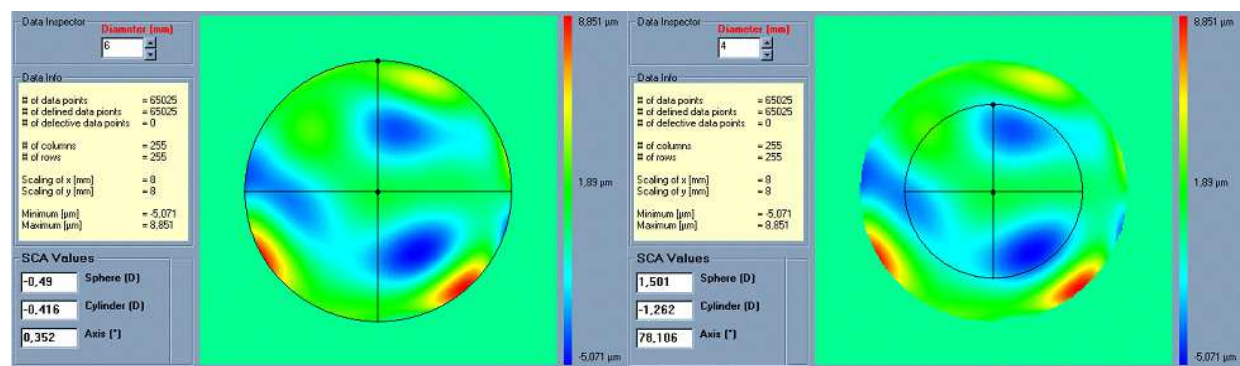 Data Inspector
Diameter (mm)
6
Data Info
# of data points = 65025
# of defined data pionts = 65025
# of defective data points = 0
# of columns = 255
# of rows = 255
Scaling of x [mm] = 8
Scaling of y [mm] = 8
Minimum [µm] = -5,071
Maximum [µm] = 8,851
SCA Values
-0,49 Sphere (D)
-0,416 Cylinder (D)
0,352 Axis (°)
8,851 µm
1,89 µm
-5,071 µm
Data Inspector
Diameter (mm)
4
Data Info
# of data points = 65025
# of defined data pionts = 65025
# of defective data points = 0
# of columns = 255
# of rows = 255
Scaling of x [mm] = 8
Scaling of y [mm] = 8
Minimum [µm] = -5,071
Maximum [µm] = 8,851
SCA Values
1,501 Sphere (D)
-1,262 Cylinder (D)
78,106 Axis (°)
8,851 µm
1,89 µm
-5,071 µm